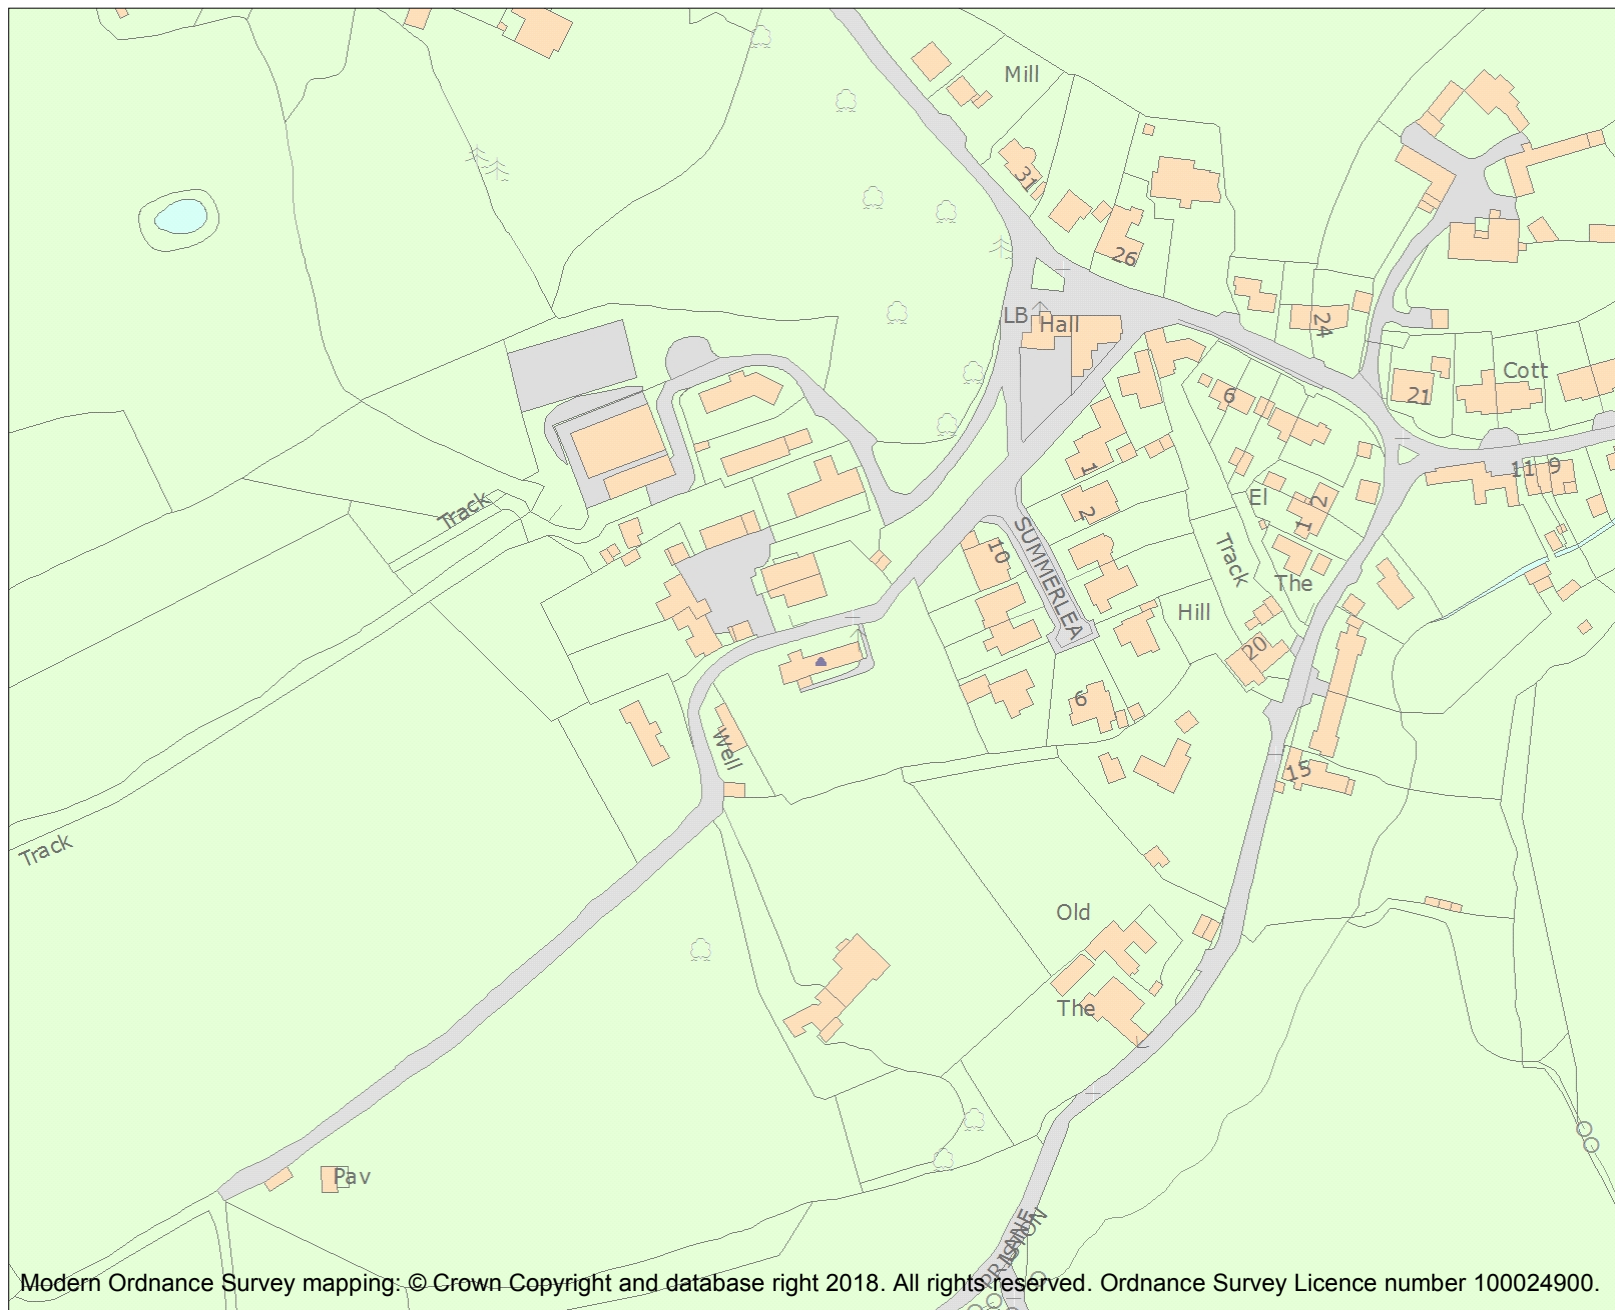 Mill
31
26
LB
Hall
24
Cott
21
6
1
11
9
Track
El
2
1
2
SUMMERLEA
10
Track
The
Hill
20
6
Well
15
Track
Old
The
Pav
PRISTON
LANE
Modern Ordnance Survey mapping: © Crown Copyright and database right 2018. All rights reserved. Ordnance Survey Licence number 100024900.